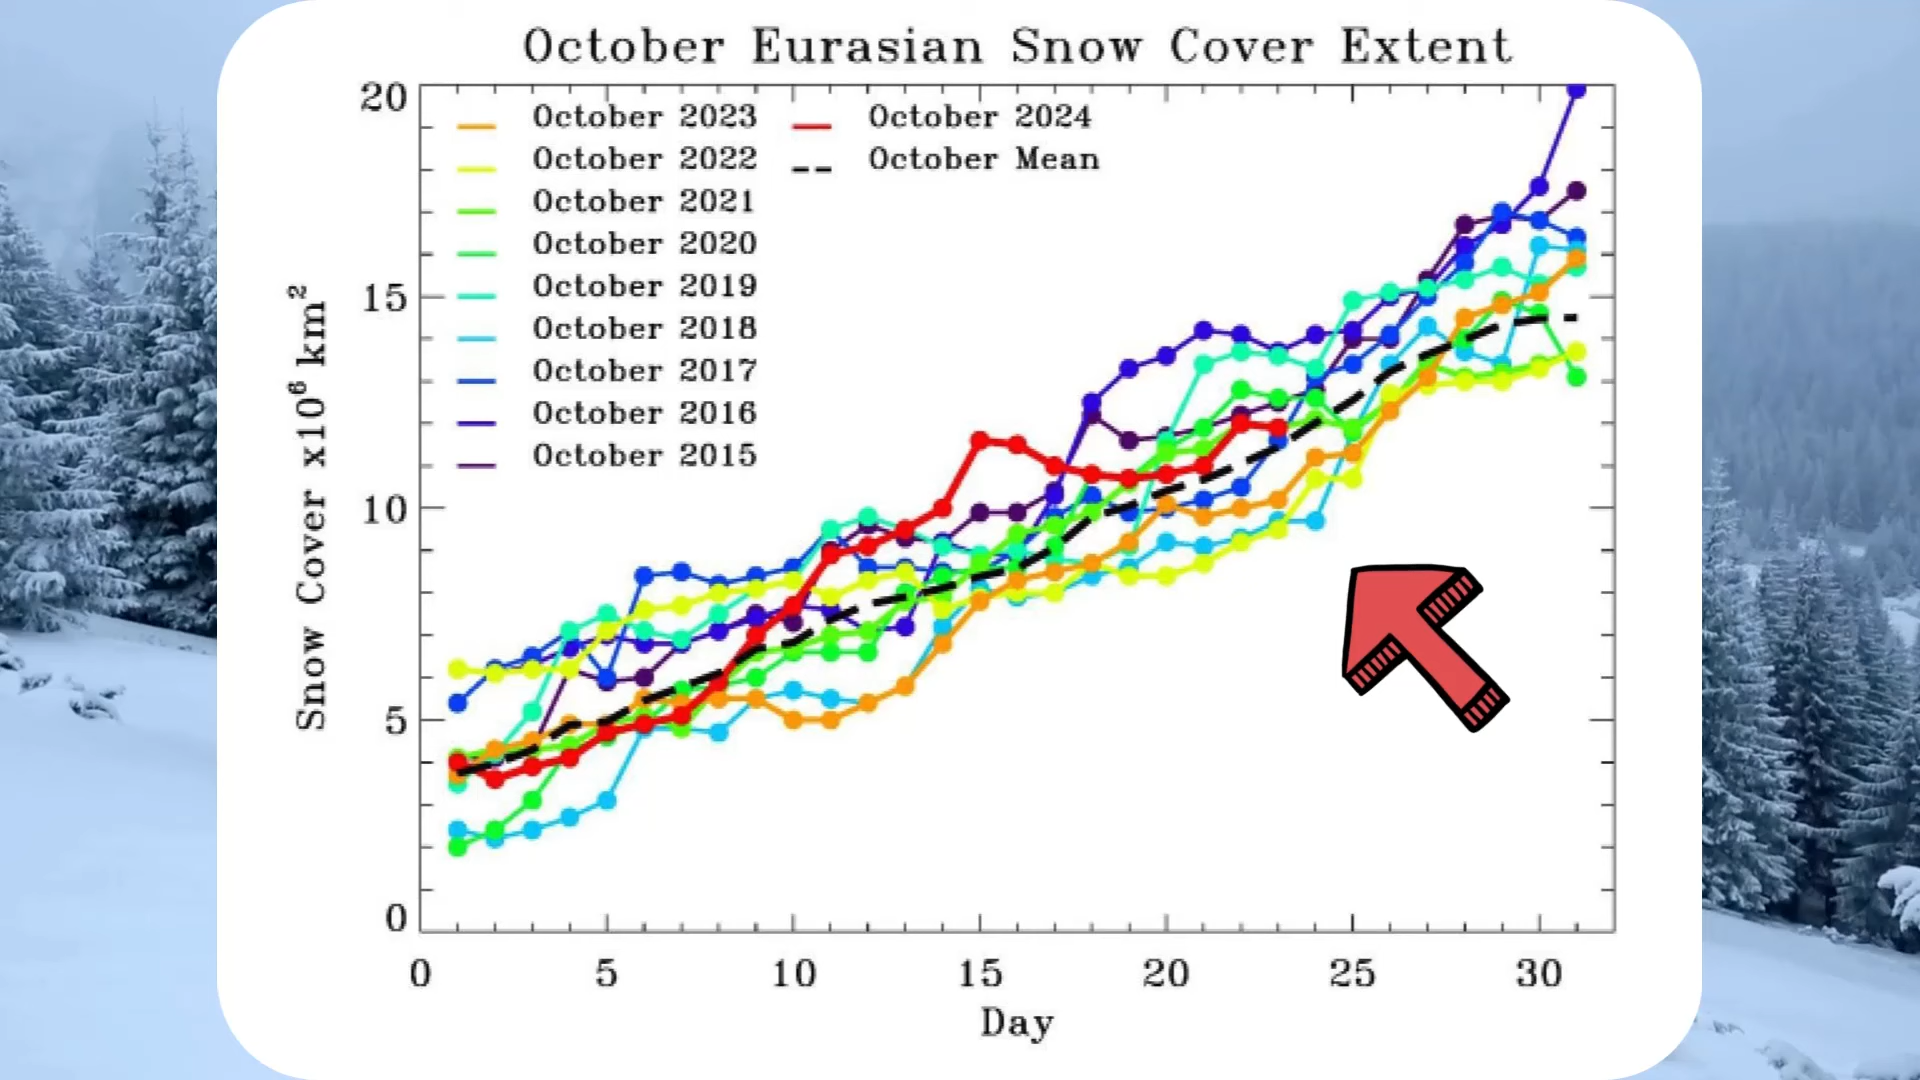 October Eurasian Snow Cover Extent
20
15
10
5
0
Snow Cover x10⁶ km²
October 2023
October 2022
October 2021
October 2020
October 2019
October 2018
October 2017
October 2016
October 2015
October 2024
October Mean
0 5 10 15 20 25 30
Day